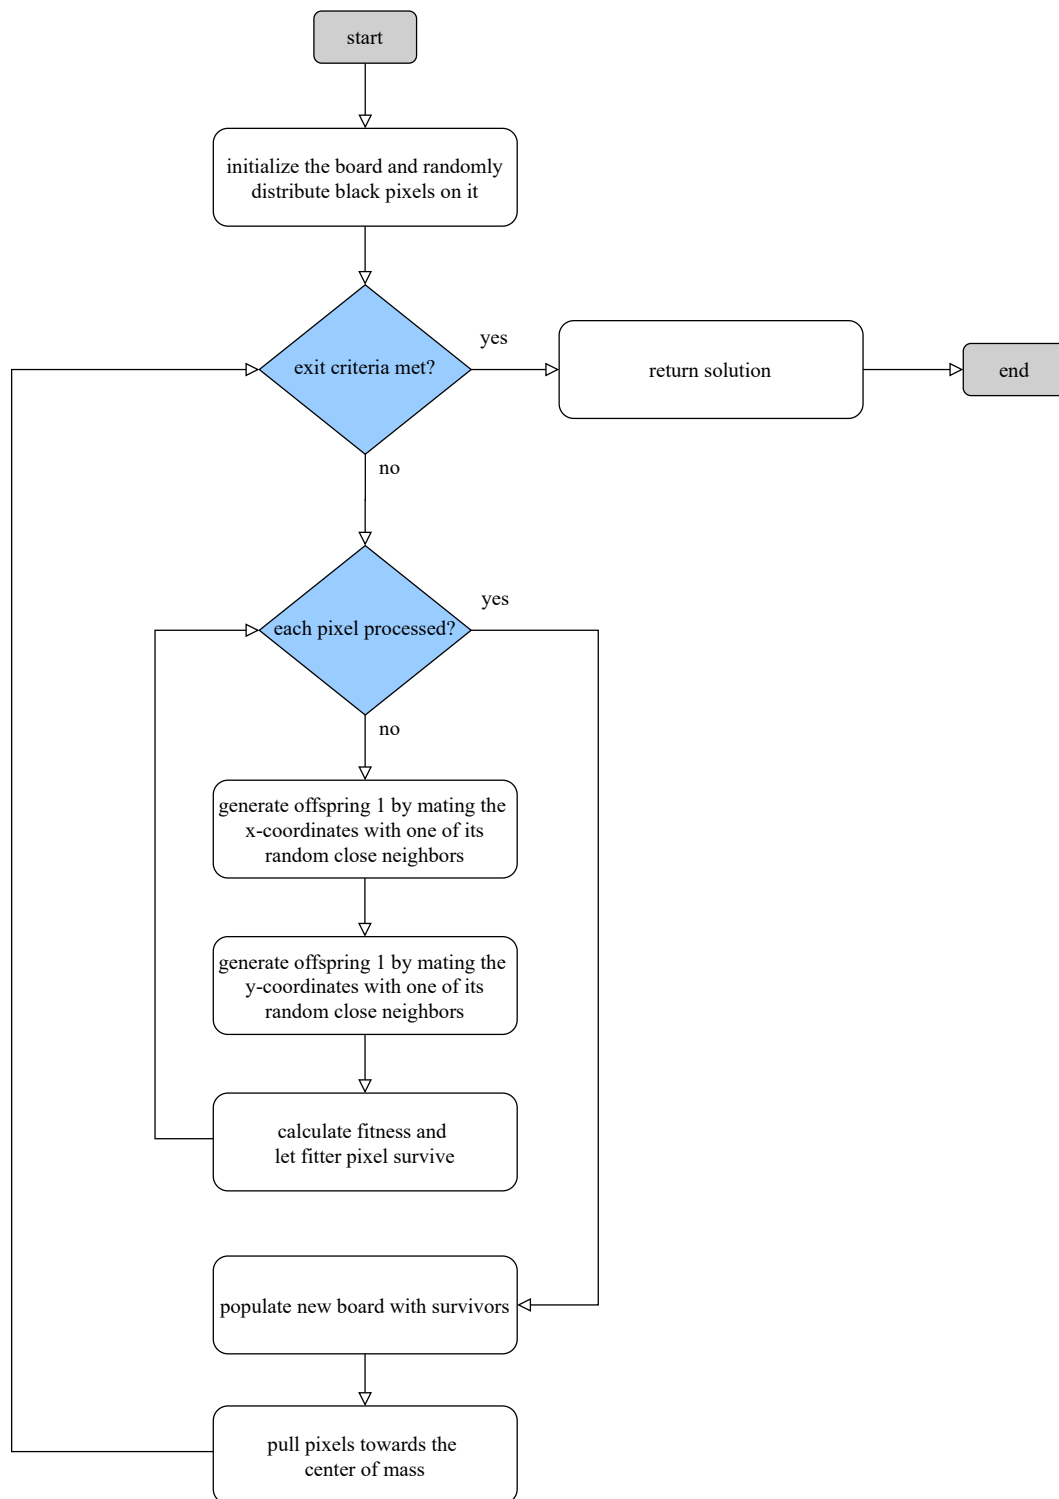 start
initialize the board and randomly
distribute black pixels on it
exit criteria met?
yes
return solution
end
no
each pixel processed?
yes
no
generate offspring 1 by mating the
x-coordinates with one of its
random close neighbors
generate offspring 1 by mating the
y-coordinates with one of its
random close neighbors
calculate fitness and
let fitter pixel survive
populate new board with survivors
pull pixels towards the
center of mass